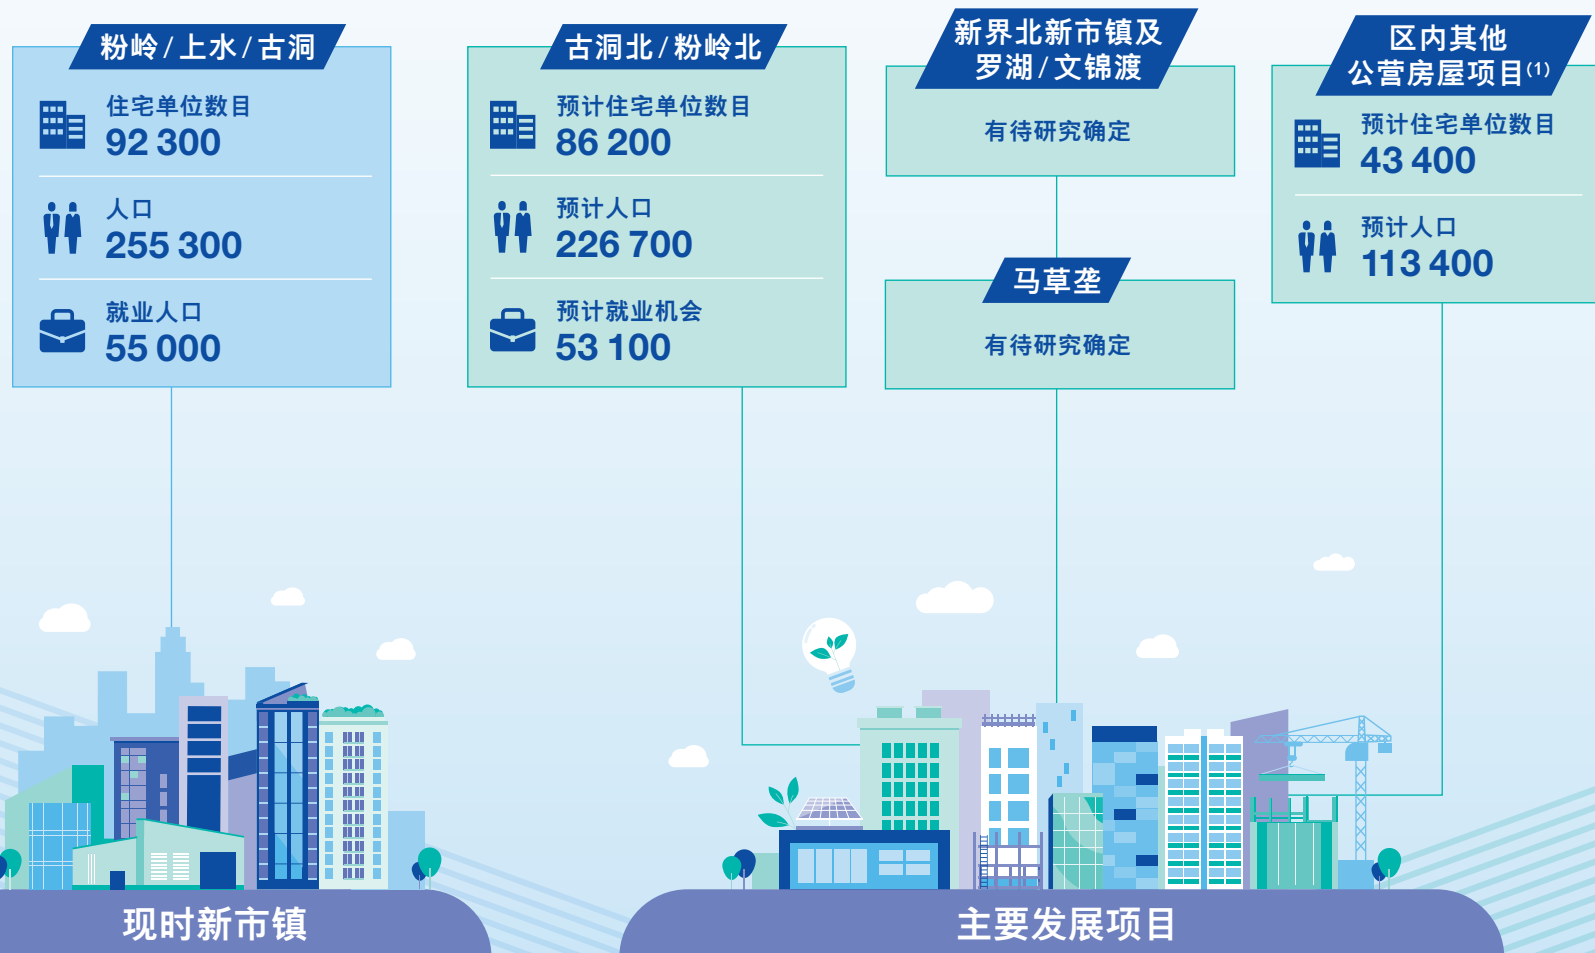 粉岭/上水/古洞
住宅单位数目
92 300
人口
255 300
就业人口
55 000
古洞北/粉岭北
预计住宅单位数目
86 200
预计人口
226 700
预计就业机会
53 100
新界北新市镇及
罗湖/文锦渡
有待研究确定
马草垄
有待研究确定
区内其他
公营房屋项目(1)
预计住宅单位数目
43 400
预计人口
113 400
现时新市镇
主要发展项目